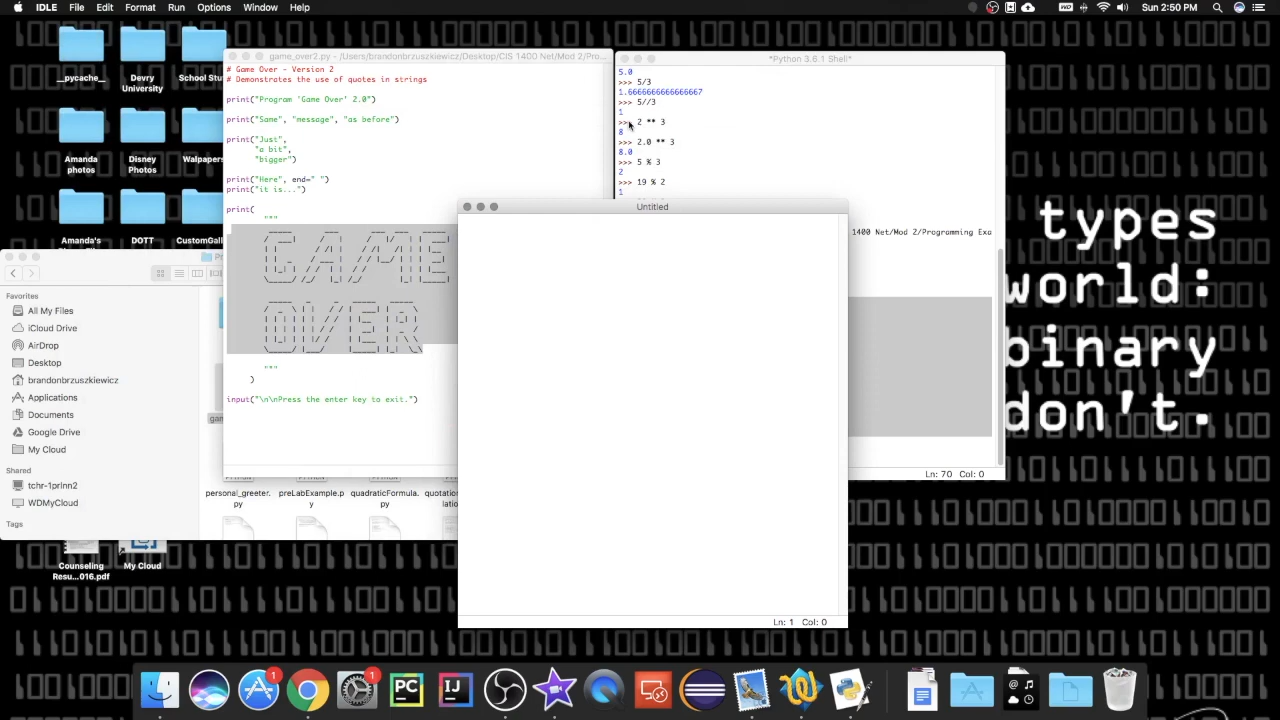 IDLE File Edit Format Run Options Window Help
Sun 2:50 PM
__pycache__
Devry University
School Stu
Amanda photos
Disney Photos
Walpapers
Amanda's
DOTT
CustomGall
Counseling Resu...016.pdf
My Cloud
game_over2.py - /Users/brandonbrzuszkiewicz/Desktop/CIS 1400 Net/Mod 2/Pro...
# Game Over - Version 2
# Demonstrates the use of quotes in strings
print("Program 'Game Over' 2.0")
print("Same", "message", "as before")
print("Just",
"a bit",
"bigger")
print("Here", end=" ")
print("it is...")
print(
"""
GAME
OVER
"""
)
input("\n\nPress the enter key to exit.")
*Python 3.6.1 Shell*
5.0
>>> 5/3
1.6666666666666667
>>> 5//3
1
>>> 2 ** 3
8
>>> 2.0 ** 3
8.0
>>> 5 % 3
2
>>> 19 % 2
1
1400 Net/Mod 2/Programming Exa
Ln: 70 Col: 0
Untitled
Ln: 1 Col: 0
Favorites
All My Files
iCloud Drive
AirDrop
Desktop
brandonbrzuszkiewicz
Applications
Documents
Google Drive
My Cloud
Shared
tchr-1prlnn2
WDMyCloud
Tags
personal_greeter.py
preLabExample.py
quadraticFormula.py
types
world:
binary
don't.
PC
IJ
1
1